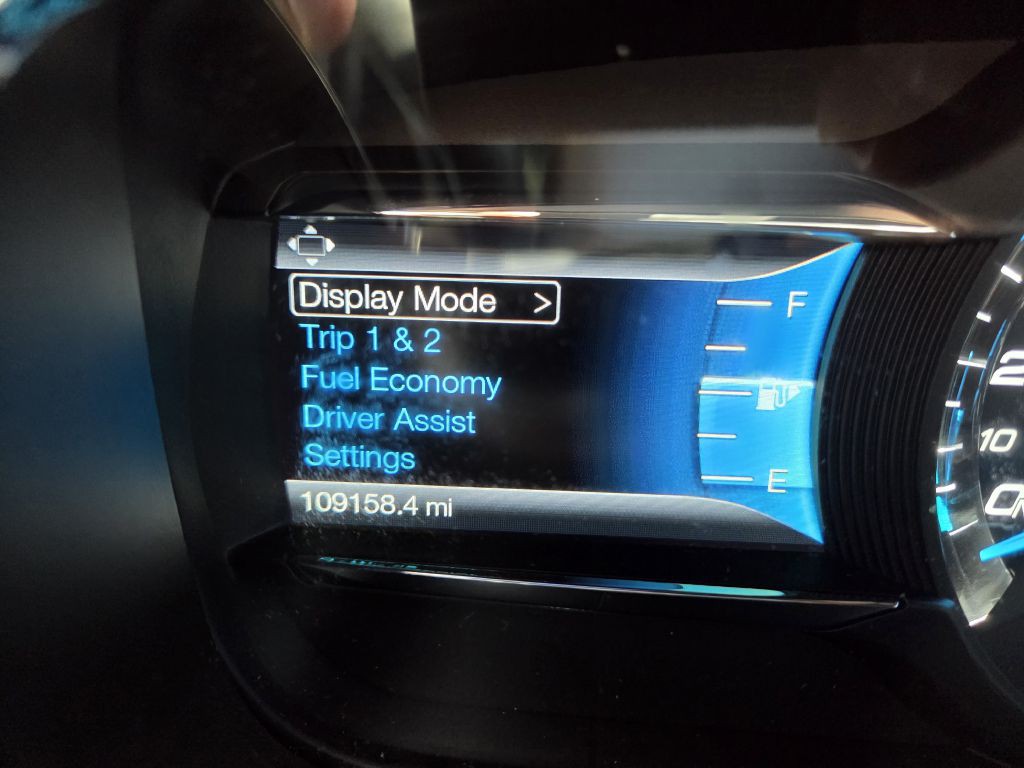 Display Mode >
Trip 1 & 2
Fuel Economy
Driver Assist
Settings
109158.4 mi
F
E
10